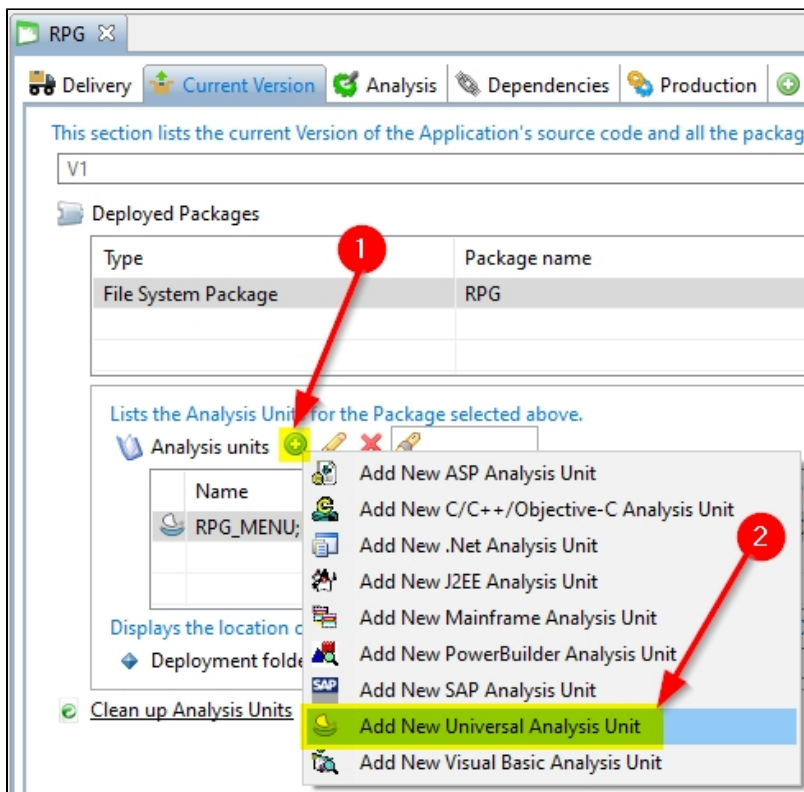 RPG
Delivery Current Version Analysis Dependencies Production
This section lists the current Version of the Application's source code and all the packag
V1
Deployed Packages
1
Type Package name
File System Package RPG
Lists the Analysis Units for the Package selected above.
Analysis units
Name
RPG_MENU;
Displays the location
Deployment folde
Clean up Analysis Units
Add New ASP Analysis Unit
Add New C/C++/Objective-C Analysis Unit
Add New .Net Analysis Unit
2
Add New J2EE Analysis Unit
Add New Mainframe Analysis Unit
Add New PowerBuilder Analysis Unit
SAP Add New SAP Analysis Unit
Add New Universal Analysis Unit
Add New Visual Basic Analysis Unit